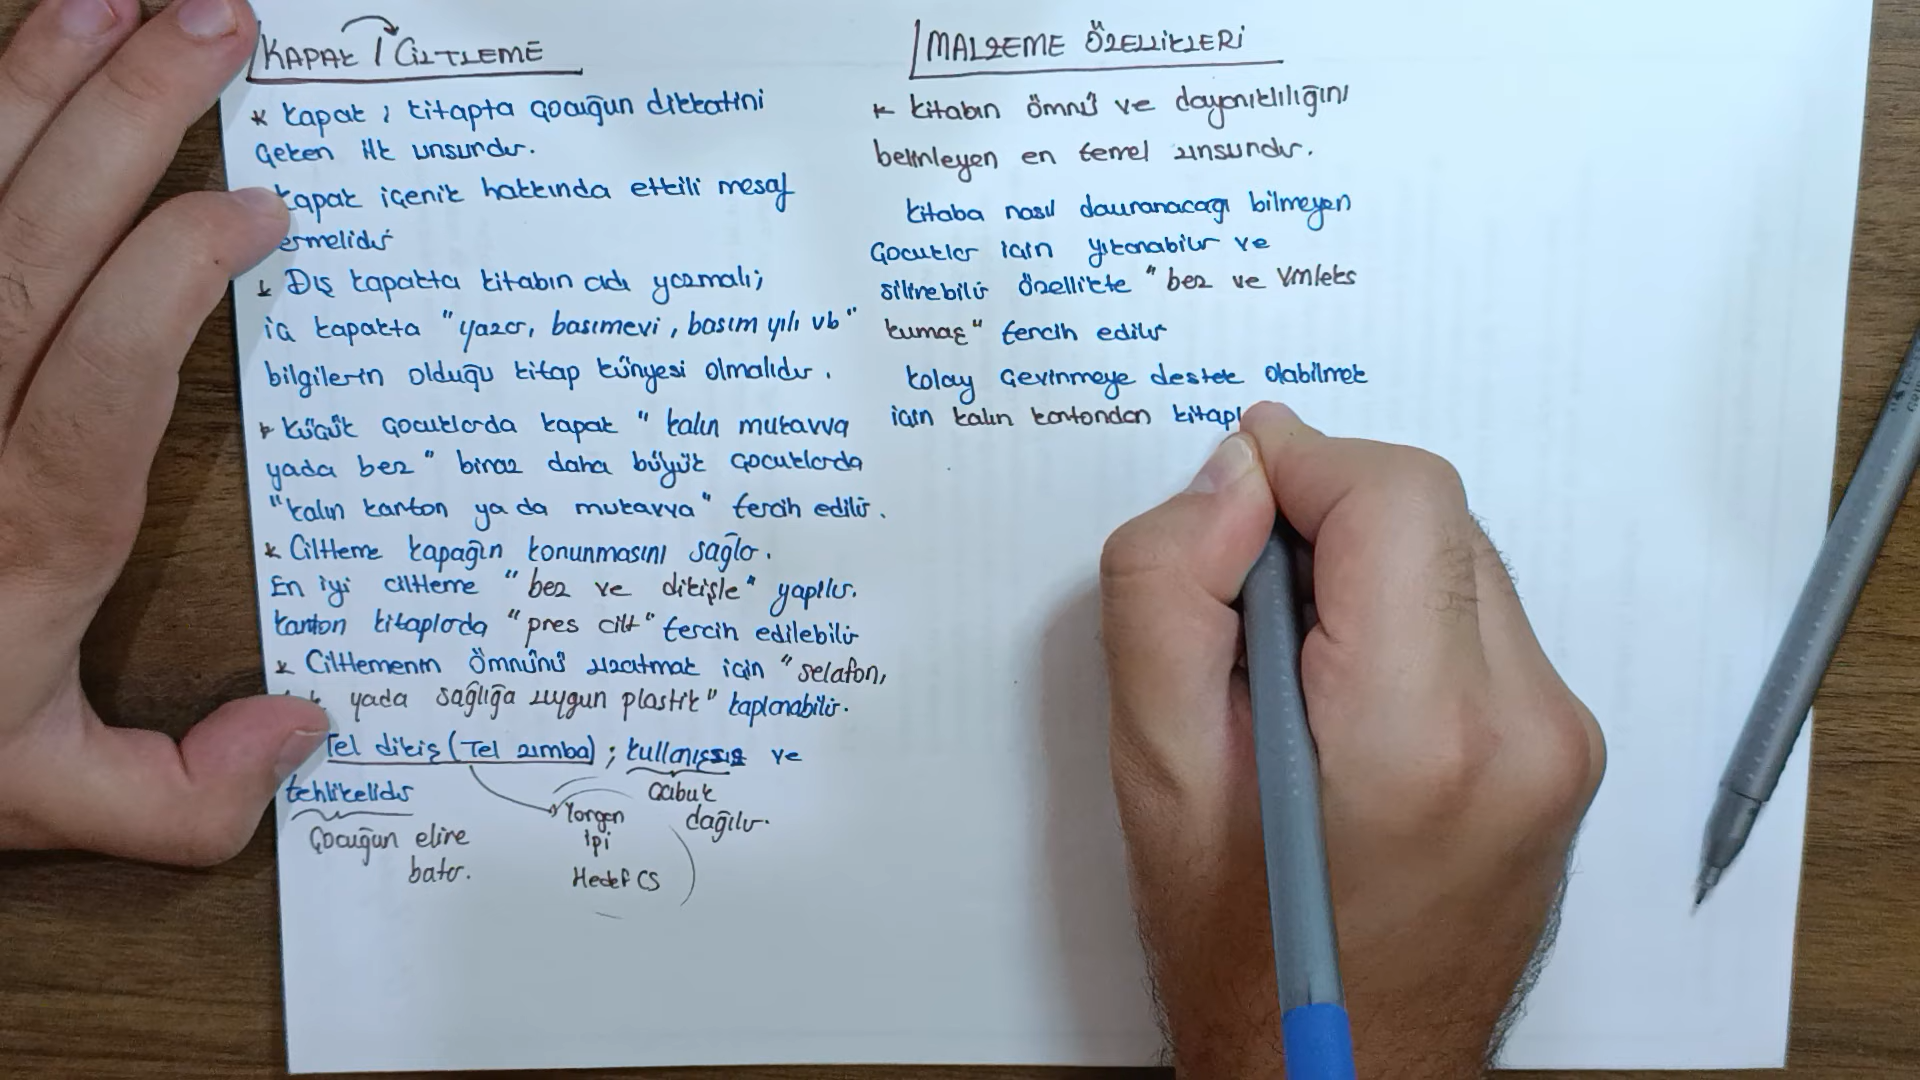 KAPAK / CİLTLEME
* Kapak, kitapta çocuğun dikkatini
çeken ilk unsurdur.
kapak içerik hakkında etkili mesaj
ermelidir
* Dış kapakta kitabın adı yazmalı;
iç kapakta "yazar, basımevi, basım yılı vb"
bilgilerin olduğu kitap künyesi olmalıdır.
* Küçük çocuklarda kapak "kalın mukavva
yada bez" biraz daha büyük çocuklarda
"kalın karton ya da mukavva" tercih edilir.
* Ciltleme kapağın korunmasını sağlar.
En iyi ciltleme "bez ve dikişle" yapılır.
karton kitaplarda "pres cilt" tercih edilebilir
* Ciltlemenin ömrünü uzatmak için "selafon,
yada sağlığa uygun plastik" kaplanabilir.
Tel dikiş (Tel zımba); kullanışsız ve
tehlikelidir
Çabuk
dağılır.
Çocuğun eline
batar.
Yorgan
ipi
Hedef CS
MALZEME ÖZELLİKLERİ
* Kitabın ömrü ve dayanıklılığını
belirleyen en temel unsurdur.
Kitaba nasıl davranacağı bilmeyen
Çocuklar için yıkanabilir ve
silinebilir özellikte "bez ve Vinleks
kumaş" tercih edilir
Kolay çevirmeye destek olabilmek
için kalın kartondan kitapl